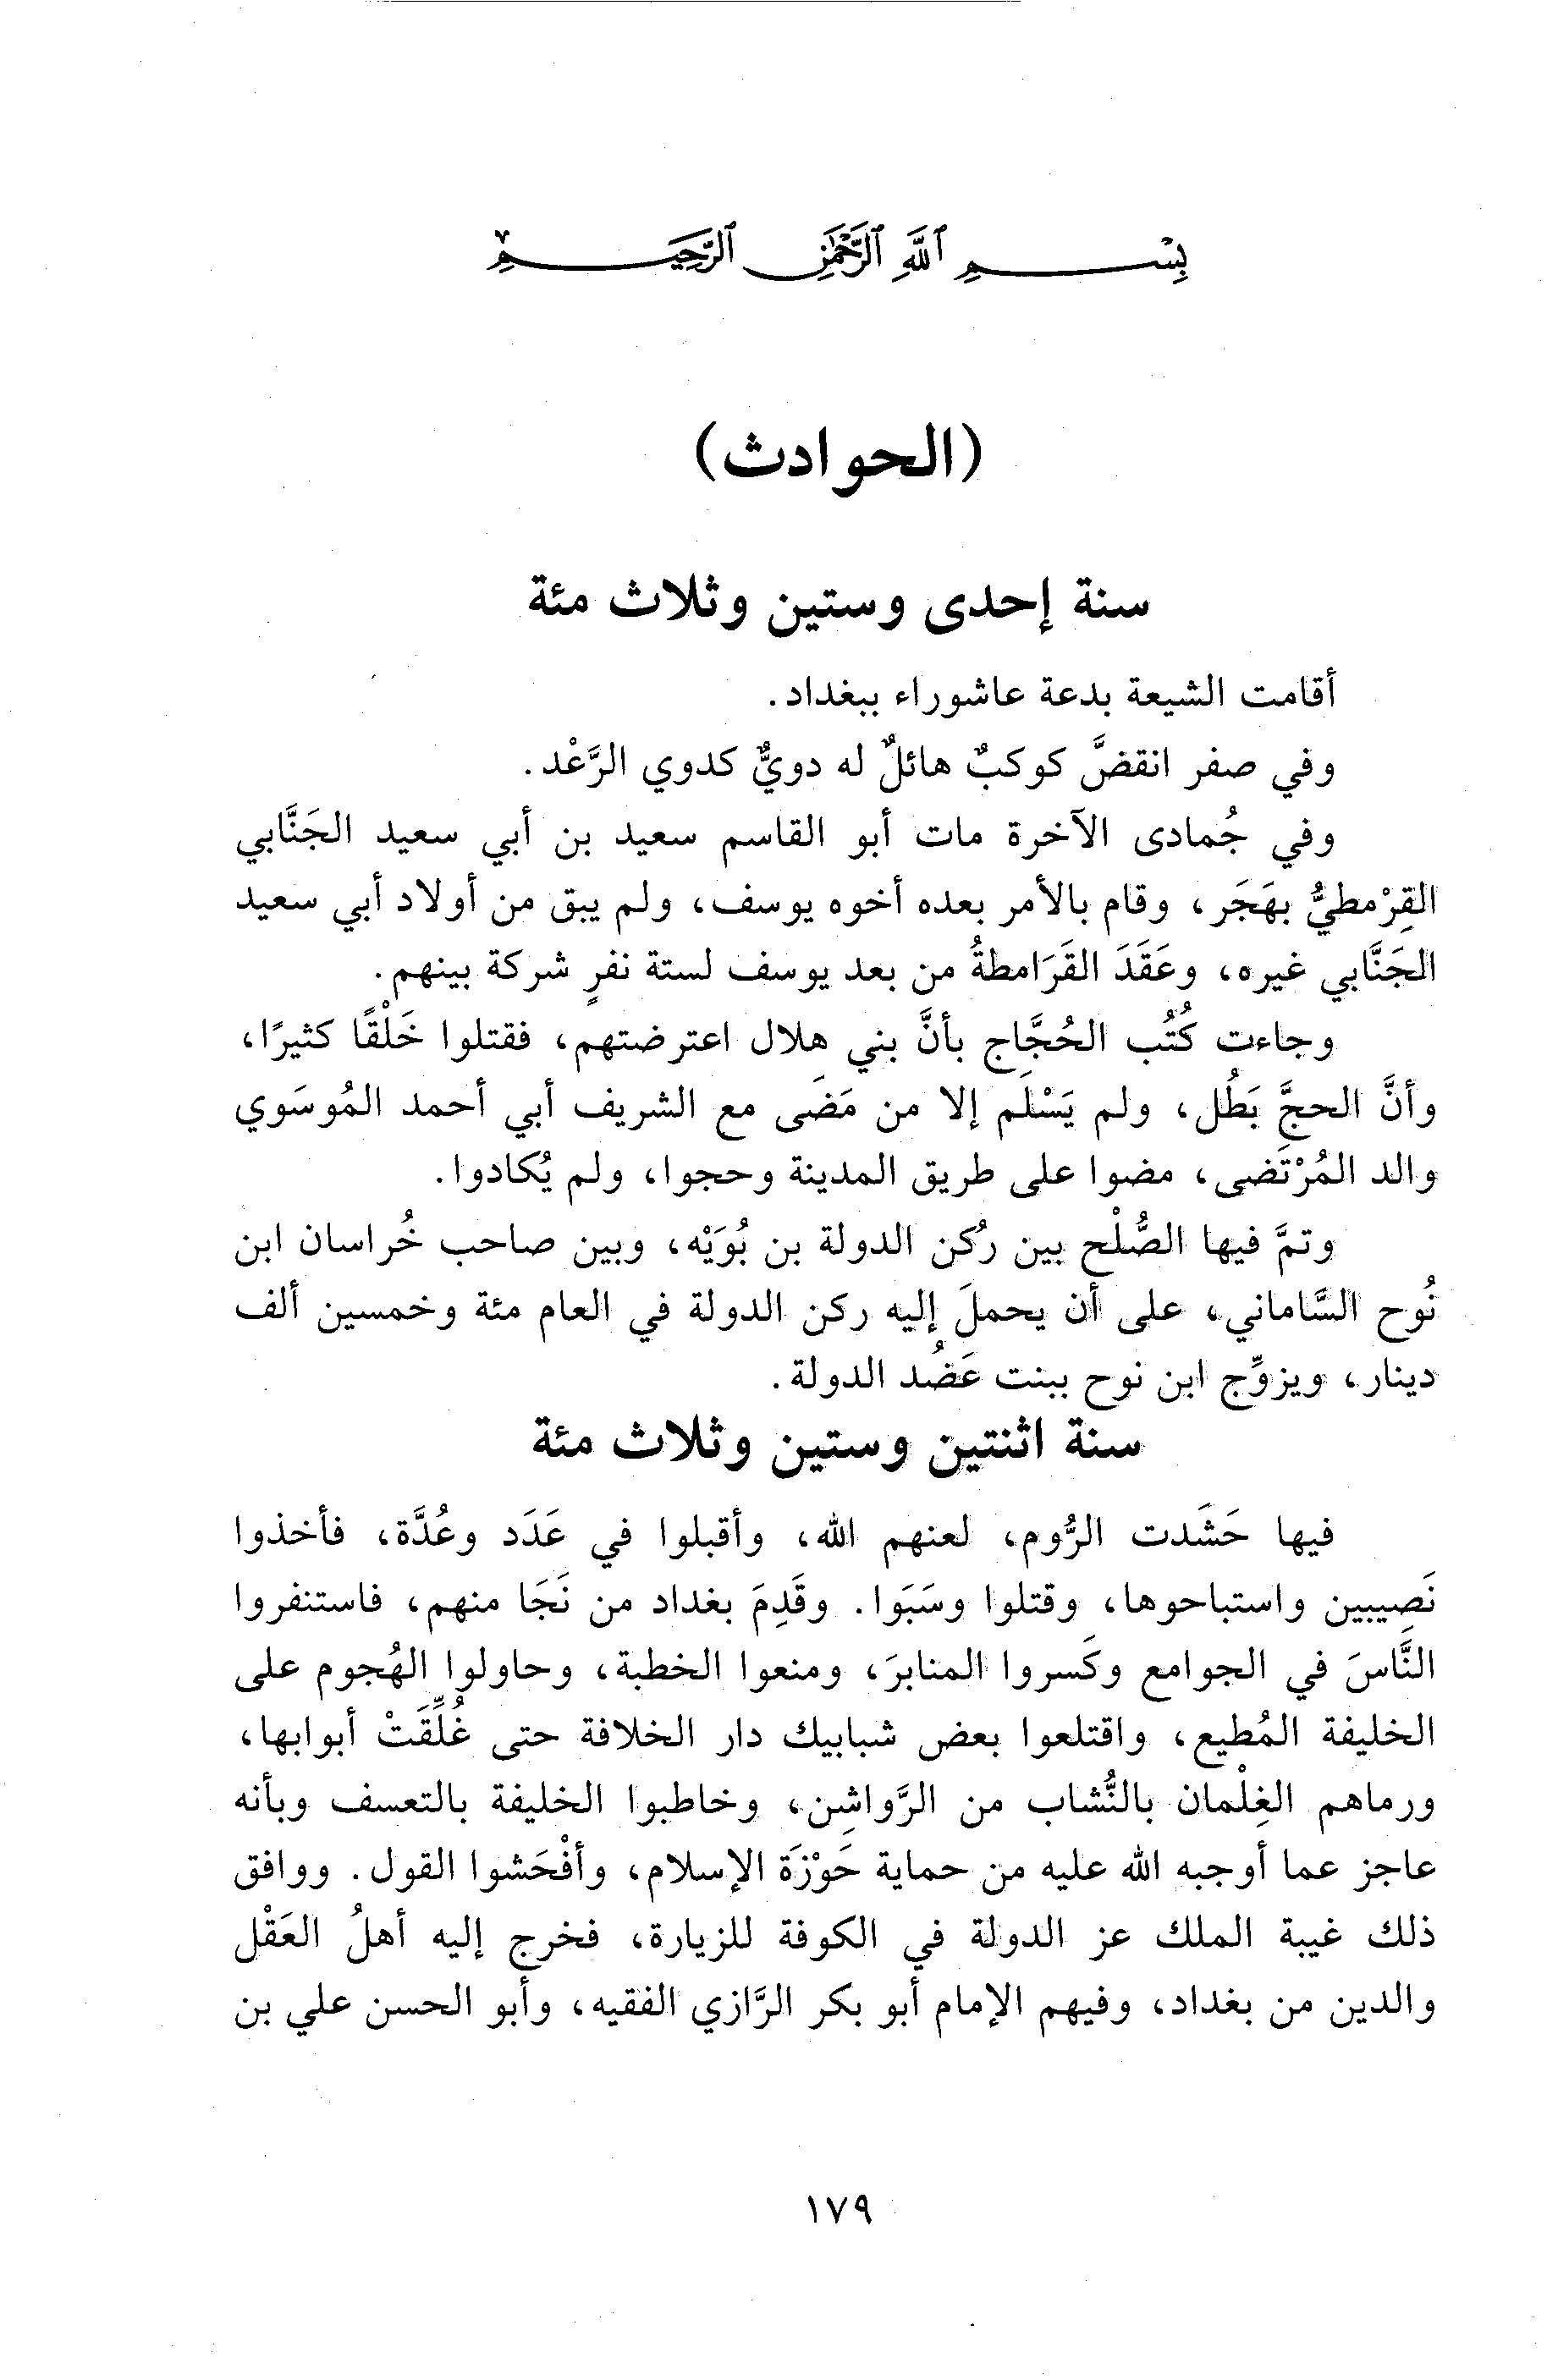 بِسْمِ ٱللَّهِ ٱلرَّحْمَٰنِ ٱلرَّحِيمِ
(الحوادث)
سنة إحدى وستين وثلاث مئة
أقامت الشيعة بدعة عاشوراء ببغداد.
وفي صفر انقضَّ كوكبٌ هائلٌ له دويٌّ كدوي الرَّعْد.
وفي جُمادى الآخرة مات أبو القاسم سعيد بن أبي سعيد الجَنَّابي
القِرْمطيُّ بهَجَر، وقام بالأمر بعده أخوه يوسف، ولم يبق من أولاد أبي سعيد
الجَنَّابي غيره، وعَقَدَ القَرَامطةُ من بعد يوسف لستة نفرٍ شركة بينهم.
وجاءت كُتُب الحُجَّاج بأنَّ بني هلال اعترضتهم، فقتلوا خَلْقًا كثيرًا،
وأنَّ الحجَّ بَطُل، ولم يَسْلَم إلا من مَضَى مع الشريف أبي أحمد المُوسَوي
والد المُرْتَضى، مضوا على طريق المدينة وحجوا، ولم يُكادوا.
وتمَّ فيها الصُّلْح بين رُكن الدولة بن بُوَيْه، وبين صاحب خُراسان ابن
نُوح السَّاماني، على أن يحملَ إليه ركن الدولة في العام مئة وخمسين ألف
دينار، ويزوِّج ابن نوح ببنت عَضُد الدولة.
سنة اثنتين وستين وثلاث مئة
فيها حَشَدت الرُّوم، لعنهم الله، وأقبلوا في عَدَد وعُدَّة، فأخذوا
نَصِيبين واستباحوها، وقتلوا وسَبَوا. وقَدِمَ بغداد من نَجَا منهم، فاستنفروا
النَّاسَ في الجوامع وكَسروا المنابرَ، ومنعوا الخطبة، وحاولوا الهُجوم على
الخليفة المُطيع، واقتلعوا بعض شبابيك دار الخلافة حتى غُلِّقَتْ أبوابها،
ورماهم الغِلْمان بالنُّشاب من الرَّواشِن، وخاطبوا الخليفة بالتعسف وبأنه
عاجز عما أوجبه الله عليه من حماية حَوْزَة الإسلام، وأفْحَشوا القول. ووافق
ذلك غيبة الملك عز الدولة في الكوفة للزيارة، فخرج إليه أهلُ العَقْل
والدين من بغداد، وفيهم الإمام أبو بكر الرَّازي الفقيه، وأبو الحسن علي بن
١٧٩